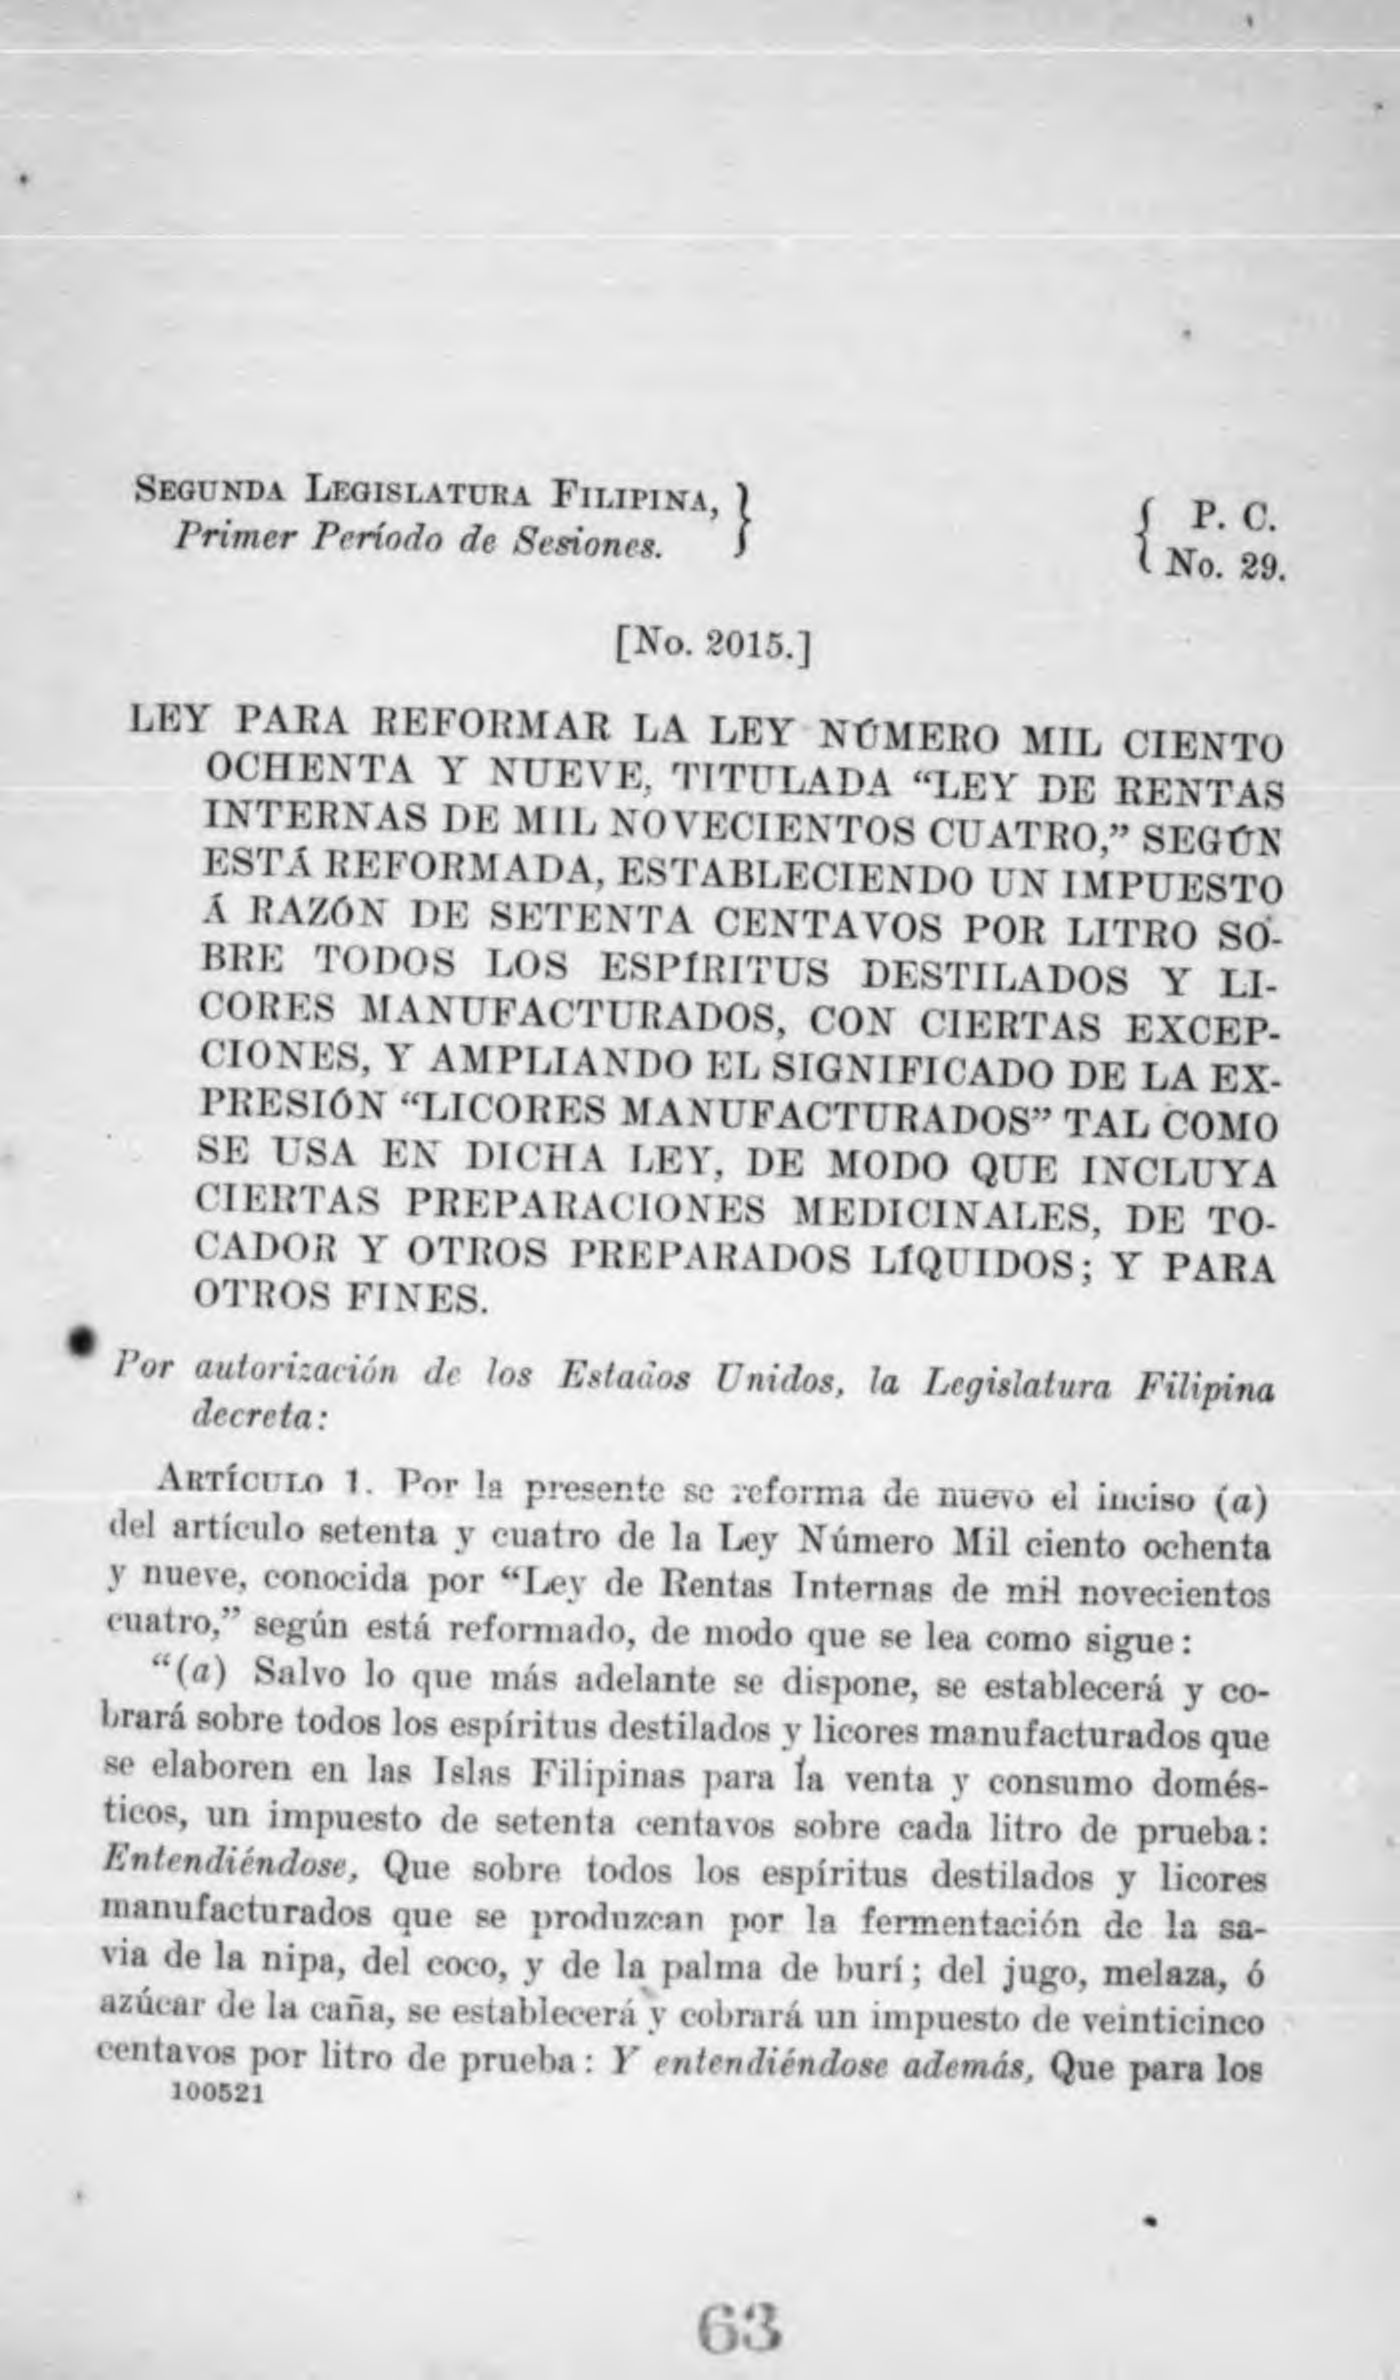 SEGUNDA LEGISLATURA FILIPINA, } { P. C.
Primer Período de Sesiones. No. 29.
[No. 2015.]
LEY PARA REFORMAR LA LEY NÚMERO MIL CIENTO
OCHENTA Y NUEVE, TITULADA “LEY DE RENTAS
INTERNAS DE MIL NOVECIENTOS CUATRO,” SEGÚN
ESTÁ REFORMADA, ESTABLECIENDO UN IMPUESTO
Á RAZÓN DE SETENTA CENTAVOS POR LITRO SO-
BRE TODOS LOS ESPÍRITUS DESTILADOS Y LI-
CORES MANUFACTURADOS, CON CIERTAS EXCEP-
CIONES, Y AMPLIANDO EL SIGNIFICADO DE LA EX-
PRESIÓN “LICORES MANUFACTURADOS” TAL COMO
SE USA EN DICHA LEY, DE MODO QUE INCLUYA
CIERTAS PREPARACIONES MEDICINALES, DE TO-
CADOR Y OTROS PREPARADOS LÍQUIDOS; Y PARA
OTROS FINES.
Por autorización de los Estados Unidos, la Legislatura Filipina
decreta:
ARTÍCULO 1. Por la presente se reforma de nuevo el inciso (a)
del artículo setenta y cuatro de la Ley Número Mil ciento ochenta
y nueve, conocida por “Ley de Rentas Internas de mil novecientos
cuatro,” según está reformado, de modo que se lea como sigue:
“(a) Salvo lo que más adelante se dispone, se establecerá y co-
brará sobre todos los espíritus destilados y licores manufacturados que
se elaboren en las Islas Filipinas para la venta y consumo domés-
ticos, un impuesto de setenta centavos sobre cada litro de prueba:
Entendiéndose, Que sobre todos los espíritus destilados y licores
manufacturados que se produzcan por la fermentación de la sa-
via de la nipa, del coco, y de la palma de burí; del jugo, melaza, ó
azúcar de la caña, se establecerá y cobrará un impuesto de veinticinco
centavos por litro de prueba: Y entendiéndose además, Que para los
100521
63